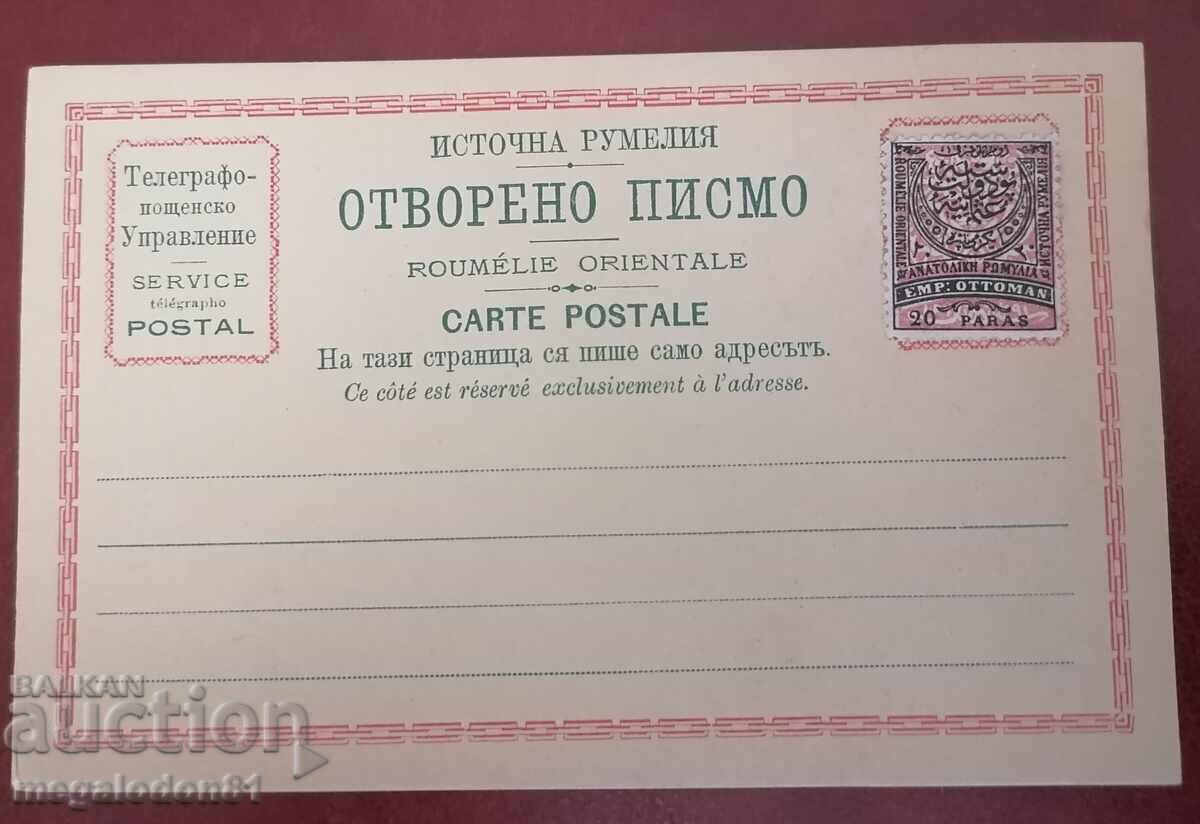 Телеграфо-
пощенско
Управление
SERVICE
télégrapho
POSTAL
ИСТОЧНА РУМЕЛИЯ
ОТВОРЕНО ПИСМО
ROUMÉLIE ORIENTALE
CARTE POSTALE
На тази страница ся пише само адресътъ.
Ce côté est réservé exclusivement à l'adresse.
ROUMÉLIE ORIENTALE
ИСТОЧНА РУМЕЛІЯ
ΑΝΑΤΟΛΙΚΗ ΡΩΜΥΛΙΑ
EMP: OTTOMAN
20 PARAS
BALKAN
auction
megalodon81